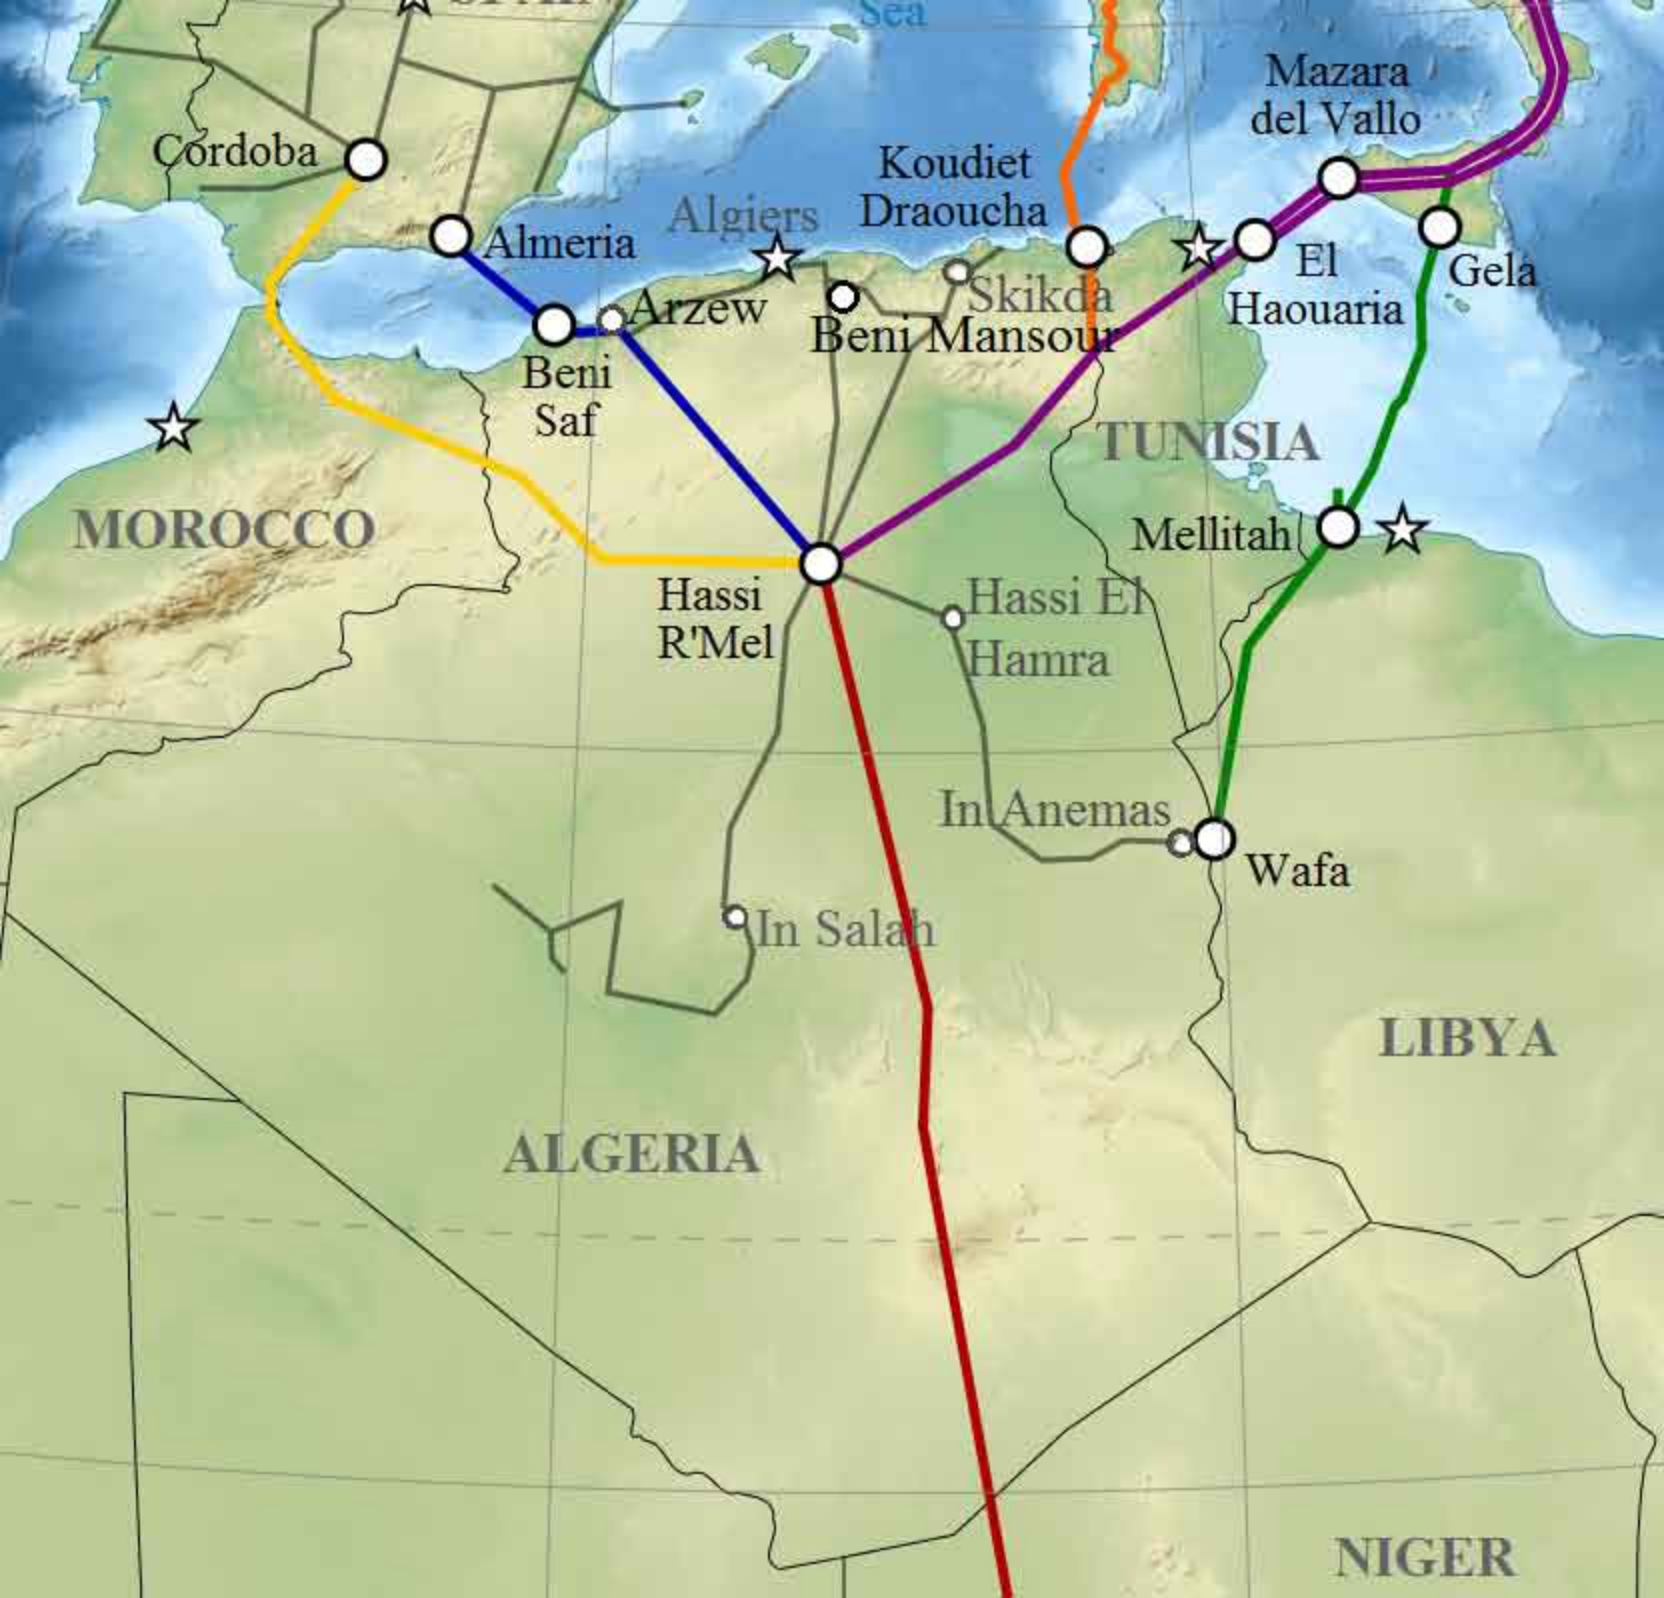 SPAIN
Sea
Mazara
del Vallo
Cordoba
Koudiet
Draoucha
Algiers
Almeria
El
Haouaria
Gela
Skikda
Arzew
Beni Mansour
Beni
Saf
TUNISIA
MOROCCO
Mellitah
Hassi
R'Mel
Hassi El
Hamra
In Anemas
Wafa
In Salah
LIBYA
ALGERIA
NIGER